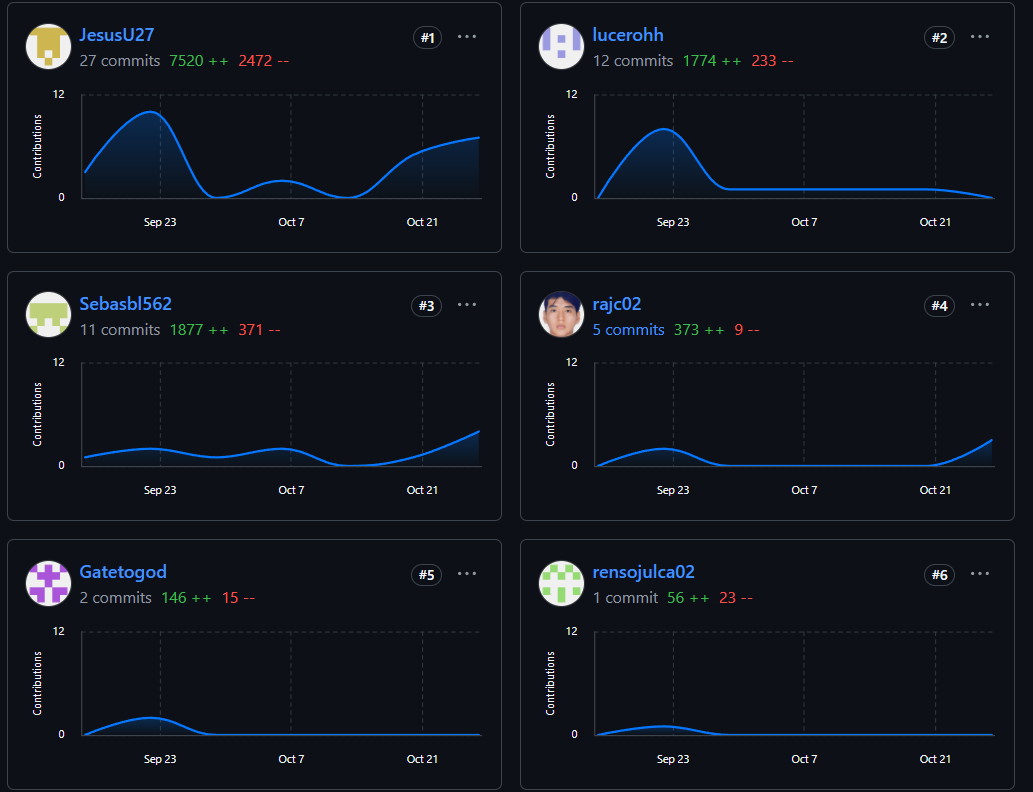 JesusU27
#1
27 commits 7520 ++ 2472 --
12
Contributions
0
Sep 23 Oct 7 Oct 21
lucerohh
#2
12 commits 1774 ++ 233 --
12
Contributions
0
Sep 23 Oct 7 Oct 21
Sebasbl562
#3
11 commits 1877 ++ 371 --
12
Contributions
0
Sep 23 Oct 7 Oct 21
rajc02
#4
5 commits 373 ++ 9 --
12
Contributions
0
Sep 23 Oct 7 Oct 21
Gatetogod
#5
2 commits 146 ++ 15 --
12
Contributions
0
Sep 23 Oct 7 Oct 21
rensojulca02
#6
1 commit 56 ++ 23 --
12
Contributions
0
Sep 23 Oct 7 Oct 21